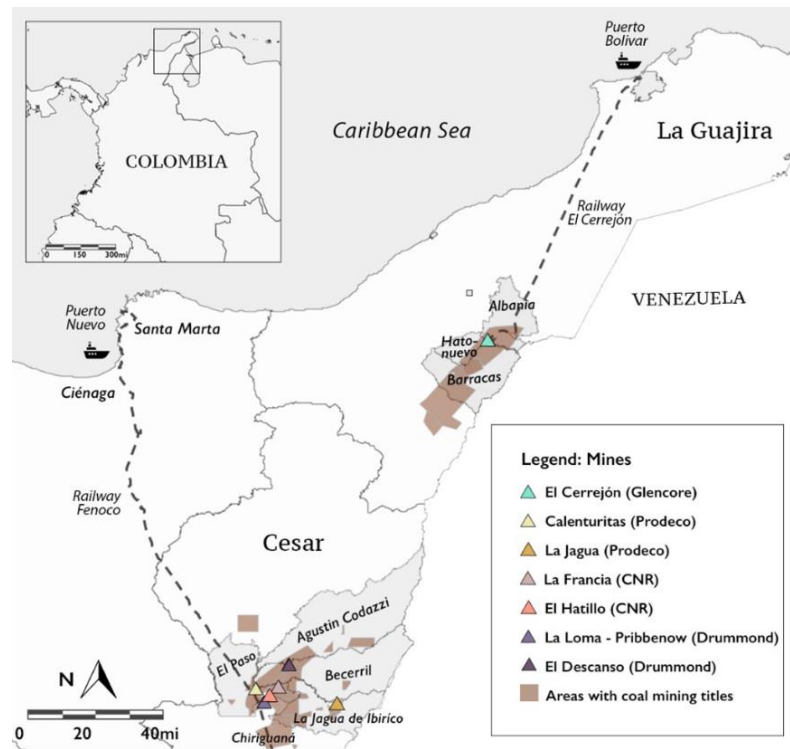 Puerto
Bolívar
Caribbean Sea
La Guajira
COLOMBIA
0 150 300mi
Railway
El Cerrejón
VENEZUELA
Albania
Puerto
Nuevo
Santa Marta
Hato-
nuevo
Barracas
Ciénaga
Railway
Fenoco
Cesar
Agustin Codazzi
El Paso
Becerril
La Jagua de Ibirico
Chiriguaná
N
0 20 40mi
Legend: Mines
El Cerrejón (Glencore)
Calenturitas (Prodeco)
La Jagua (Prodeco)
La Francia (CNR)
El Hatillo (CNR)
La Loma - Pribbenow (Drummond)
El Descanso (Drummond)
Areas with coal mining titles